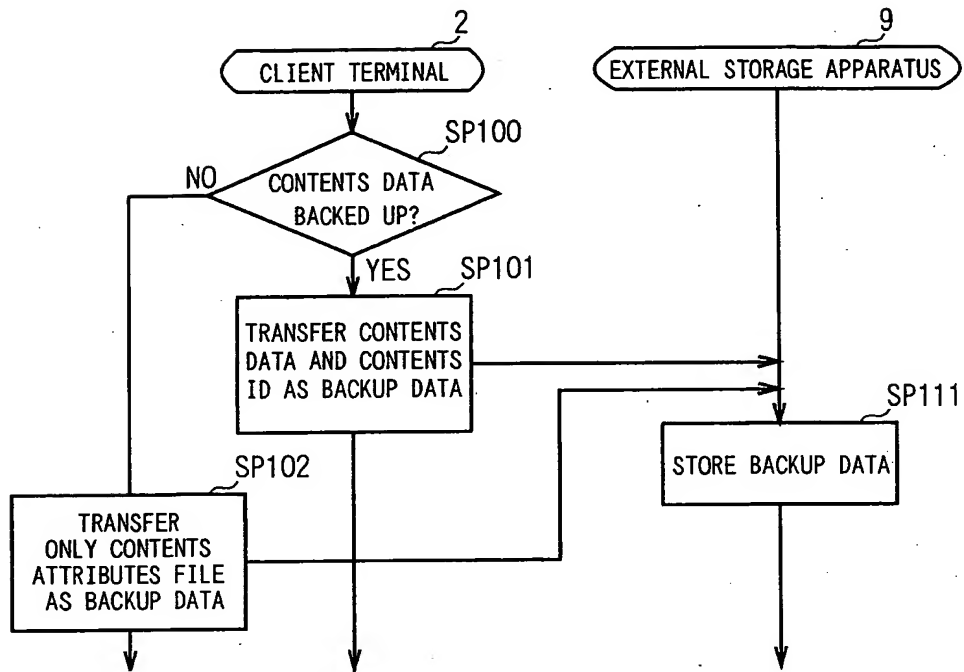 2
9
CLIENT TERMINAL
EXTERNAL STORAGE APPARATUS
SP100
NO
CONTENTS DATA
BACKED UP?
YES
SP101
TRANSFER CONTENTS
DATA AND CONTENTS
ID AS BACKUP DATA
SP111
STORE BACKUP DATA
SP102
TRANSFER
ONLY CONTENTS
ATTRIBUTES FILE
AS BACKUP DATA